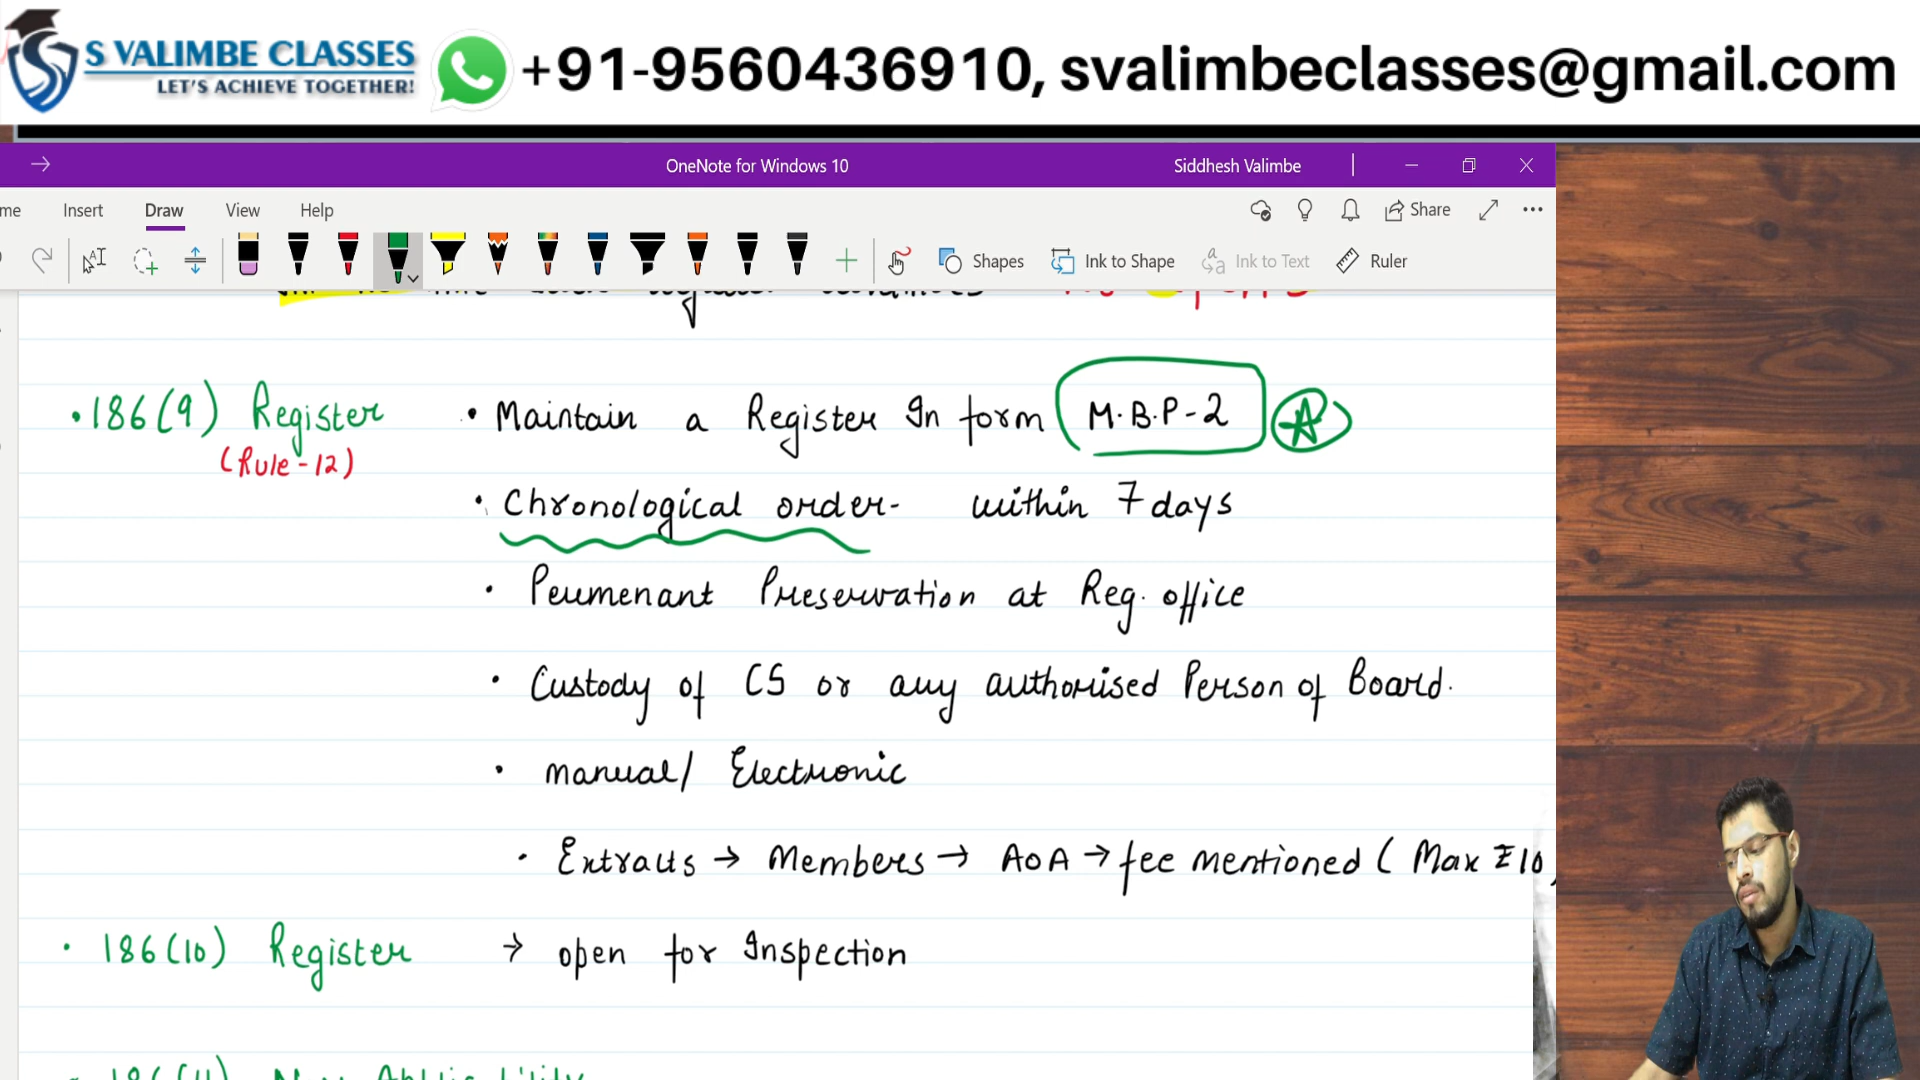 S VALIMBE CLASSES
LET'S ACHIEVE TOGETHER!
+91-9560436910, svalimbeclasses@gmail.com
OneNote for Windows 10
Siddhesh Valimbe
me Insert Draw View Help
Share
Shapes Ink to Shape Ink to Text Ruler
• 186(9) Register • Maintain a Register In form M.B.P-2
(Rule-12)
• Chronological order- within 7 days
• Perumenant Preservation at Reg. office
• Custody of CS or any authorised Person of Board.
• manual/ Electronic
• Extracts → Members → AOA → fee mentioned ( Max ₹10
• 186(10) Register → open for Inspection